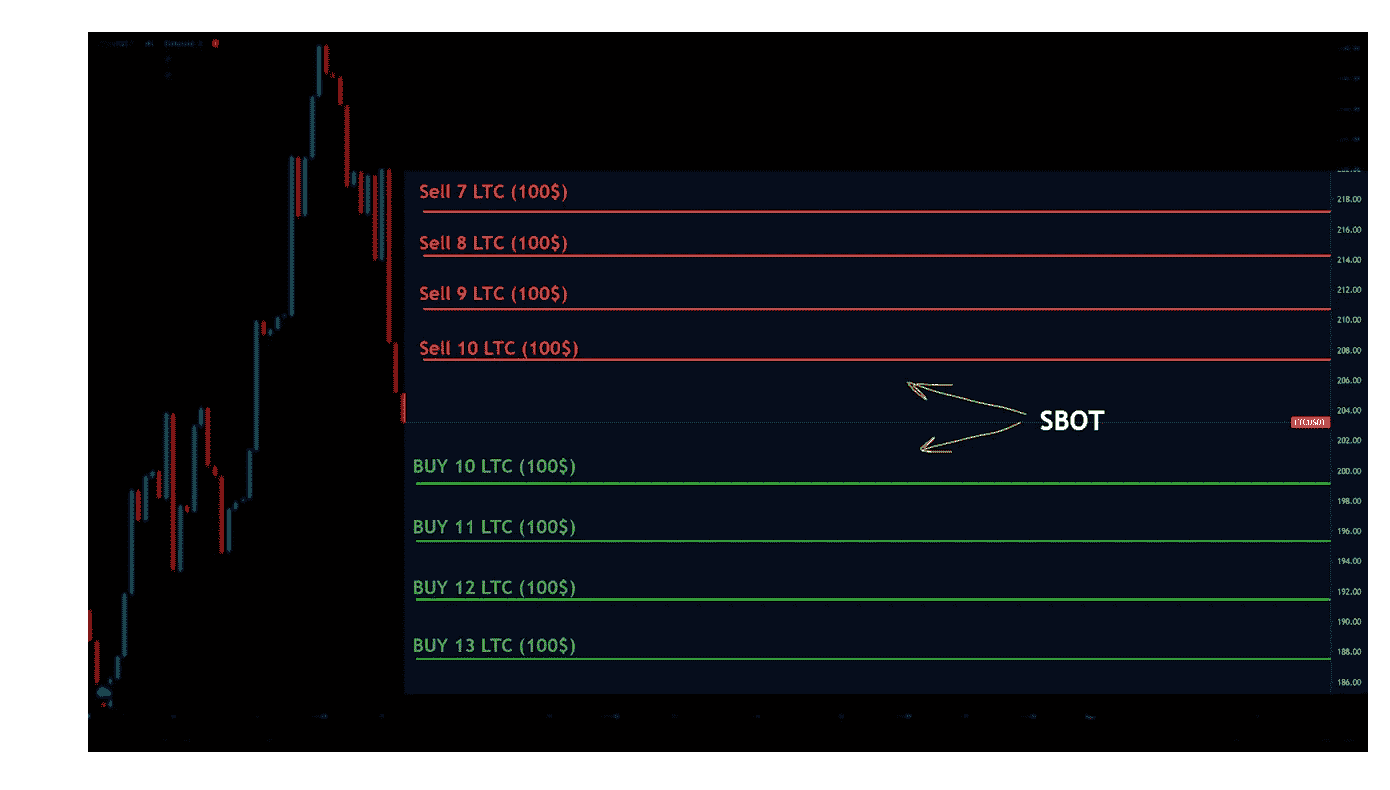 218.00
Sell 7 LTC (100$)
216.00
Sell 8 LTC (100$)
214.00
212.00
Sell 9 LTC (100$)
210.00
208.00
Sell 10 LTC (100$)
206.00
204.00
SBOT
202.00
200.00
BUY 10 LTC (100$)
198.00
196.00
BUY 11 LTC (100$)
194.00
192.00
BUY 12 LTC (100$)
190.00
188.00
BUY 13 LTC (100$)
186.00